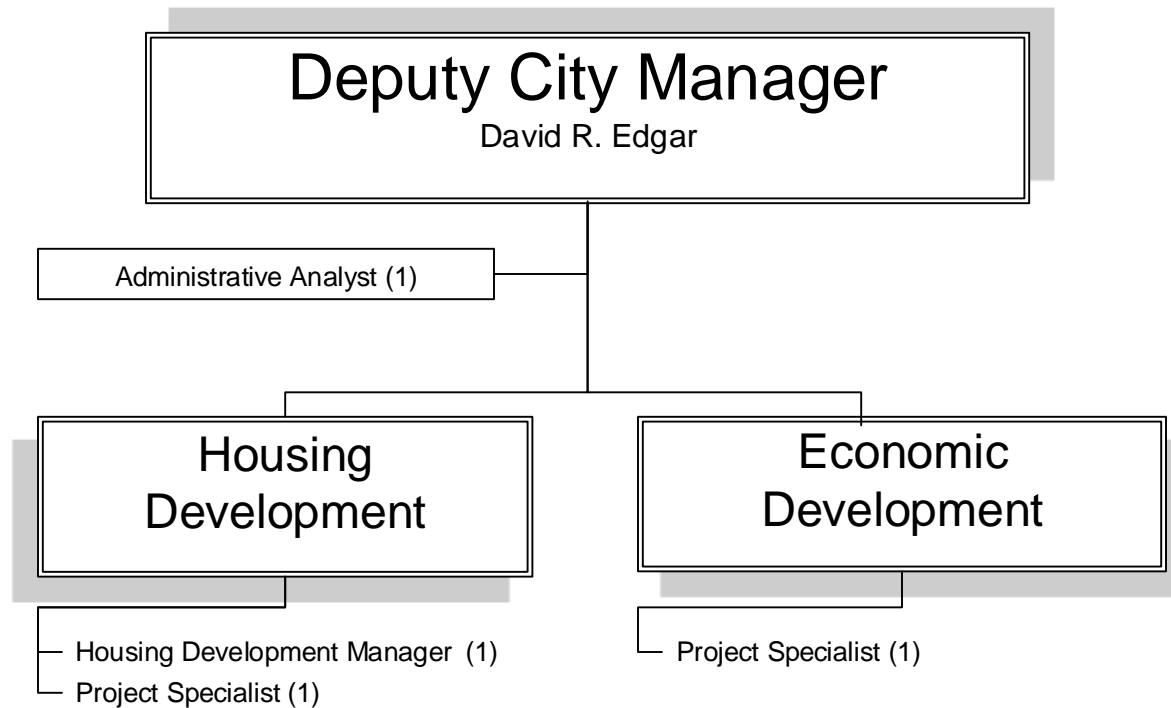 Deputy City Manager
David R. Edgar
Administrative Analyst (1)
Housing
Development
Housing Development Manager (1)
Project Specialist (1)
Economic
Development
Project Specialist (1)